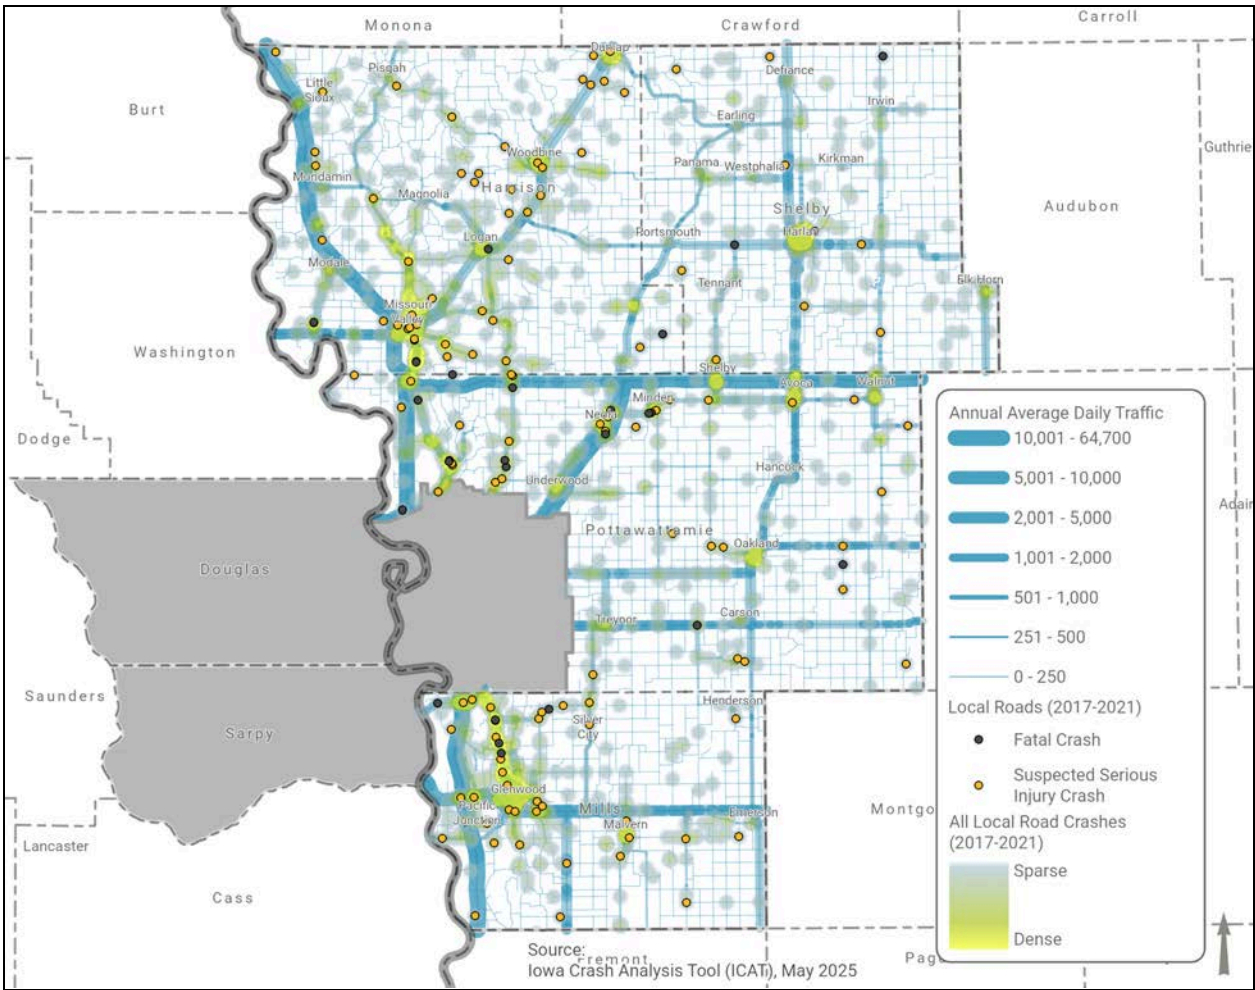 Monona
Crawford
Carroll
Dunlap
Pisgah
Defiance
Little
Sioux
Burt
Irwin
Earling
Guthrie
Woodbine
Panama
Westphalia
Kirkman
Mondamin
Harrison
Magnolia
Shelby
Audubon
Logan
Portsmouth
Harlan
Modale
Tennant
Elk Horn
Missouri
Valley
Washington
Shelby
Avoca
Walnut
Minden
Neola
Dodge
Hancock
Underwood
Adair
Pottawattamie
Oakland
Douglas
Carson
Treynor
Saunders
Henderson
Silver
City
Sarpy
Glenwood
Pacific
Junction
Mills
Emerson
Malvern
Montgo
Lancaster
Cass
Fremont
Pag
Annual Average Daily Traffic
10,001 - 64,700
5,001 - 10,000
2,001 - 5,000
1,001 - 2,000
501 - 1,000
251 - 500
0 - 250
Local Roads (2017-2021)
Fatal Crash
Suspected Serious
Injury Crash
All Local Road Crashes
(2017-2021)
Sparse
Dense
Source:
Iowa Crash Analysis Tool (ICAT), May 2025